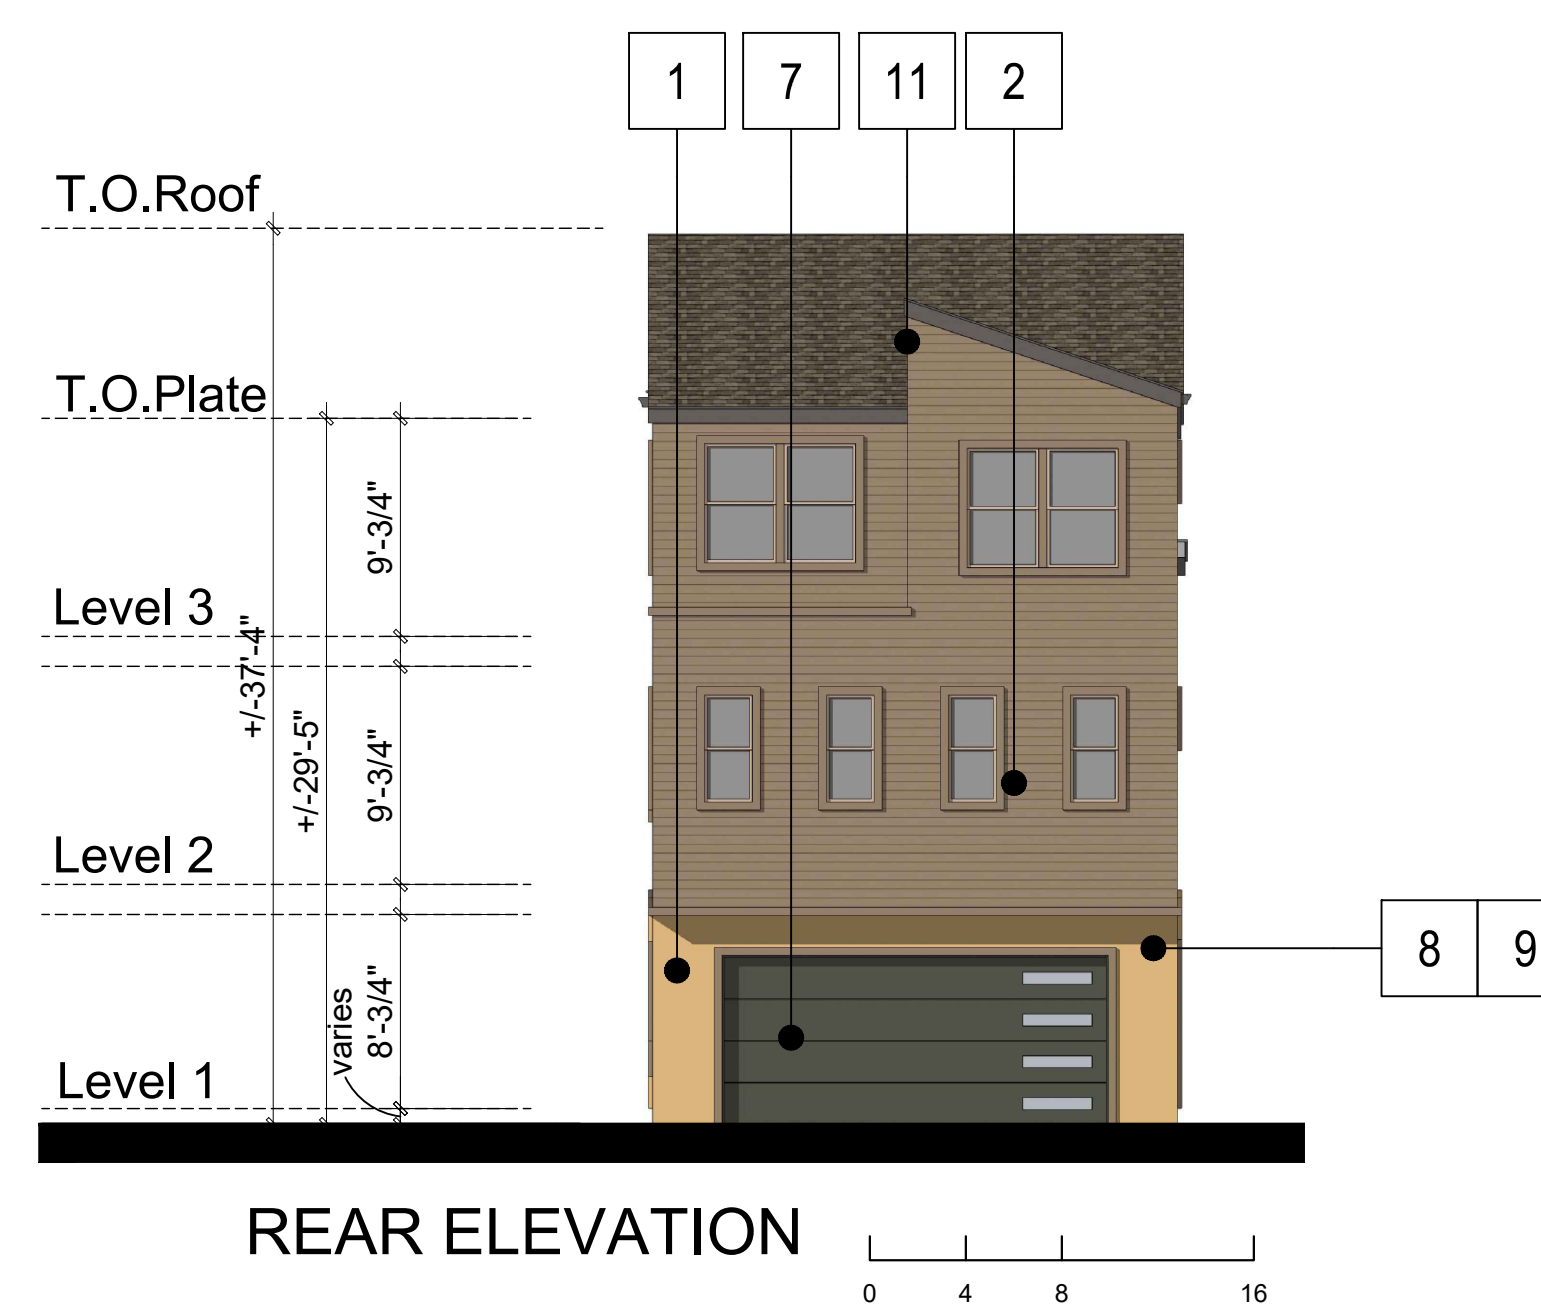 1 7 11 2
T.O.Roof
T.O.Plate
9'-3/4"
Level 3
+/-37'-4"
+/-29'-5"
9'-3/4"
Level 2
8 9
varies
8'-3/4"
Level 1
REAR ELEVATION
0 4 8 16